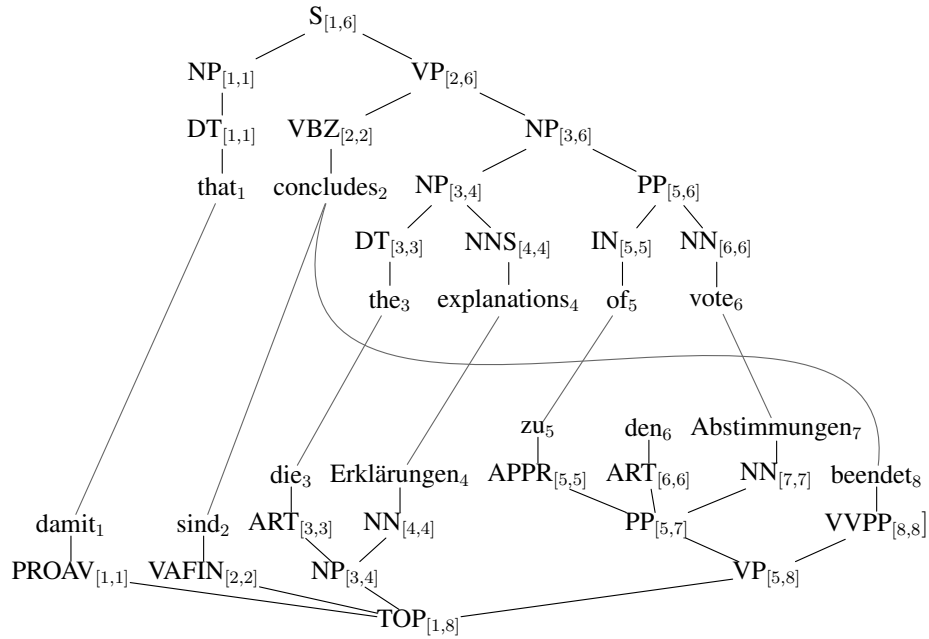 S[1,6]
NP[1,1] VP[2,6]
DT[1,1] VBZ[2,2] NP[3,6]
that1 concludes2 NP[3,4] PP[5,6]
DT[3,3] NNS[4,4] IN[5,5] NN[6,6]
the3 explanations4 of5 vote6
zu5 den6 Abstimmungen7
die3 Erklärungen4 APPR[5,5] ART[6,6] NN[7,7] beendet8
damit1 sind2 ART[3,3] NN[4,4] PP[5,7] VVPP[8,8]]
PROAV[1,1] VAFIN[2,2] NP[3,4] VP[5,8]
TOP[1,8]